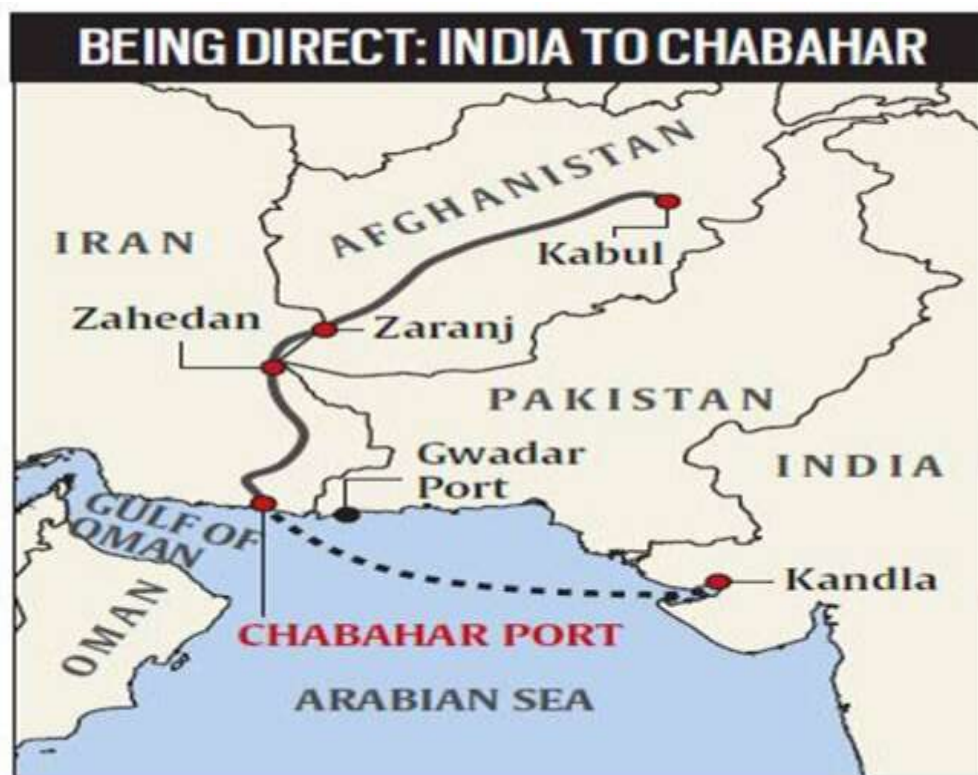 BEING DIRECT: INDIA TO CHABAHAR
AFGHANISTAN
IRAN
Kabul
Zahedan
Zaranj
PAKISTAN
Gwadar
Port
INDIA
GULF OF
OMAN
Kandla
OMAN
CHABAHAR PORT
ARABIAN SEA